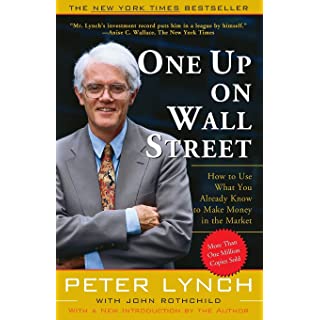 THE NEW YORK TIMES BESTSELLER
"Mr. Lynch's investment record puts him in a league by himself."
—Anise C. Wallace, The New York Times
ONE UP
ON
WALL
STREET
How to Use
What You
Already Know
to Make Money
in the Market
More Than
One Million
Copies Sold
PETER LYNCH
WITH JOHN ROTHCHILD
WITH A NEW INTRODUCTION BY THE AUTHOR